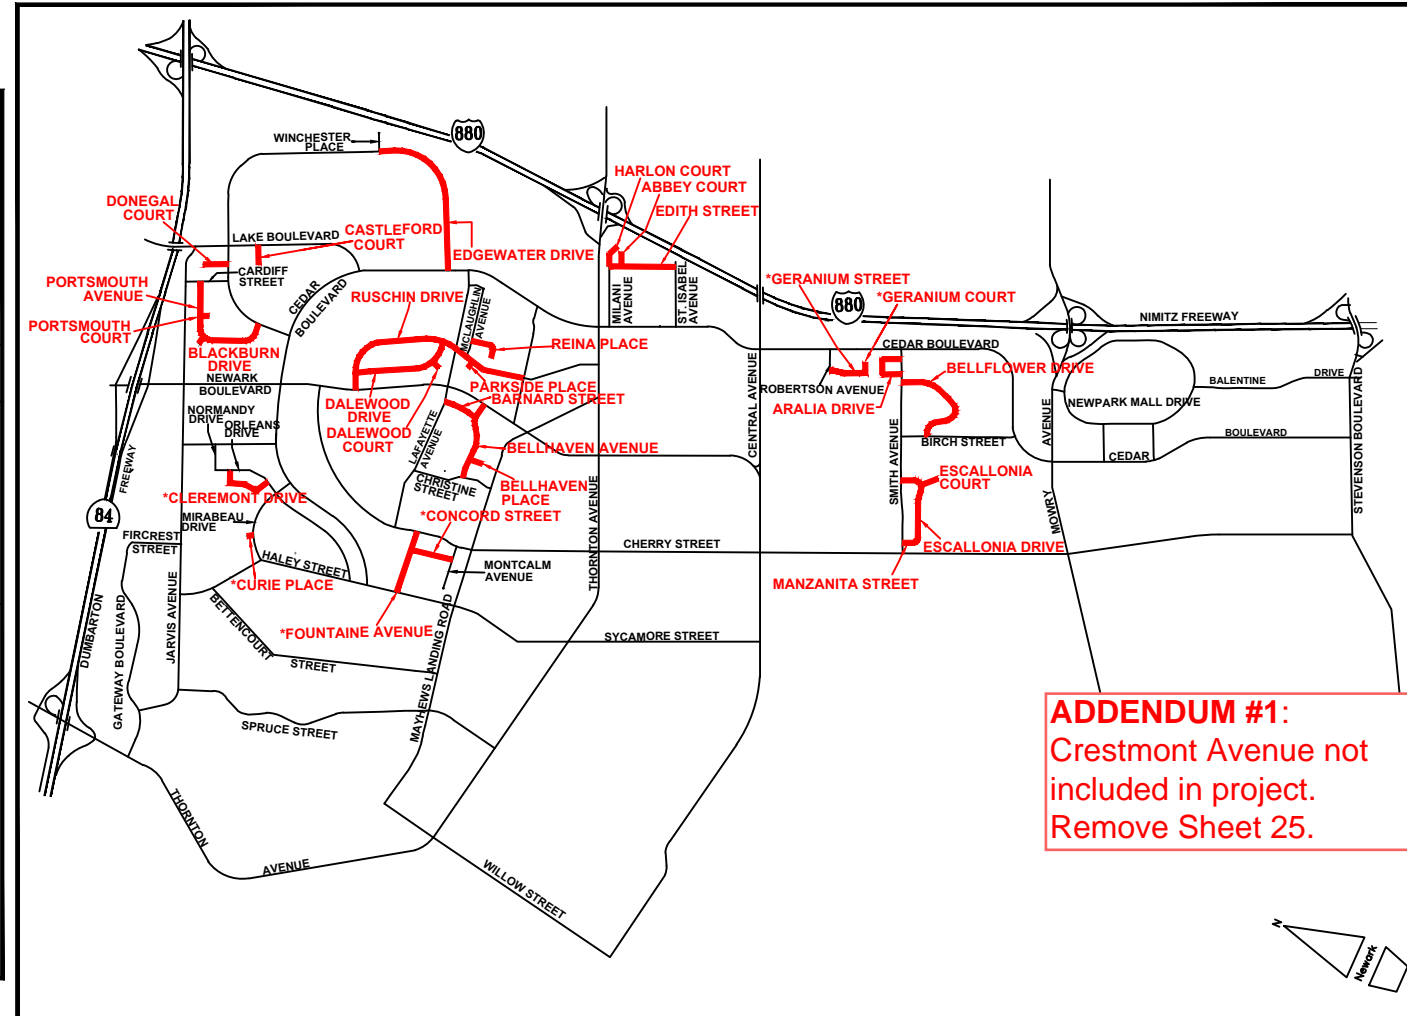 880
WINCHESTER
PLACE
HARLON COURT
ABBEY COURT
EDITH STREET
DONEGAL
COURT
LAKE BOULEVARD
CASTLEFORD
COURT
EDGEWATER DRIVE
CARDIFF
STREET
CEDAR
BOULEVARD
PORTSMOUTH
AVENUE
PORTSMOUTH
COURT
RUSCHIN DRIVE
MCLAUGHLIN
AVENUE
MILANI
AVENUE
ST. ISABEL
AVENUE
*GERANIUM STREET
*GERANIUM COURT
880
NIMITZ FREEWAY
REINA PLACE
CEDAR BOULEVARD
BLACKBURN
DRIVE
NEWARK
BOULEVARD
PARKSIDE PLACE
BARNARD STREET
CENTRAL AVENUE
ROBERTSON AVENUE
BELLFLOWER DRIVE
BALENTINE
DRIVE
ARALIA DRIVE
NEWPARK MALL DRIVE
DALEWOOD
DRIVE
DALEWOOD
COURT
NORMANDY
DRIVE
ORLEANS
DRIVE
LAFAYETTE
AVENUE
BELLHAVEN AVENUE
BIRCH STREET
BOULEVARD
CEDAR
AVENUE
MOWRY
STEVENSON BOULEVARD
FREEWAY
84
*CLEREMONT DRIVE
CHRISTINE
STREET
BELLHAVEN
PLACE
SMITH AVENUE
ESCALLONIA
COURT
MIRABEAU
DRIVE
*CONCORD STREET
THORNTON AVENUE
FIRCREST
STREET
CHERRY STREET
ESCALLONIA DRIVE
HALEY STREET
MONTCALM
AVENUE
MANZANITA STREET
*CURIE PLACE
JARVIS AVENUE
DUMBARTON
GATEWAY BOULEVARD
BETTENCOURT
STREET
*FOUNTAINE AVENUE
MAYHEWS LANDING ROAD
SYCAMORE STREET
SPRUCE STREET
ADDENDUM #1:
Crestmont Avenue not
included in project.
Remove Sheet 25.
THORNTON
AVENUE
WILLOW STREET
N
Newark